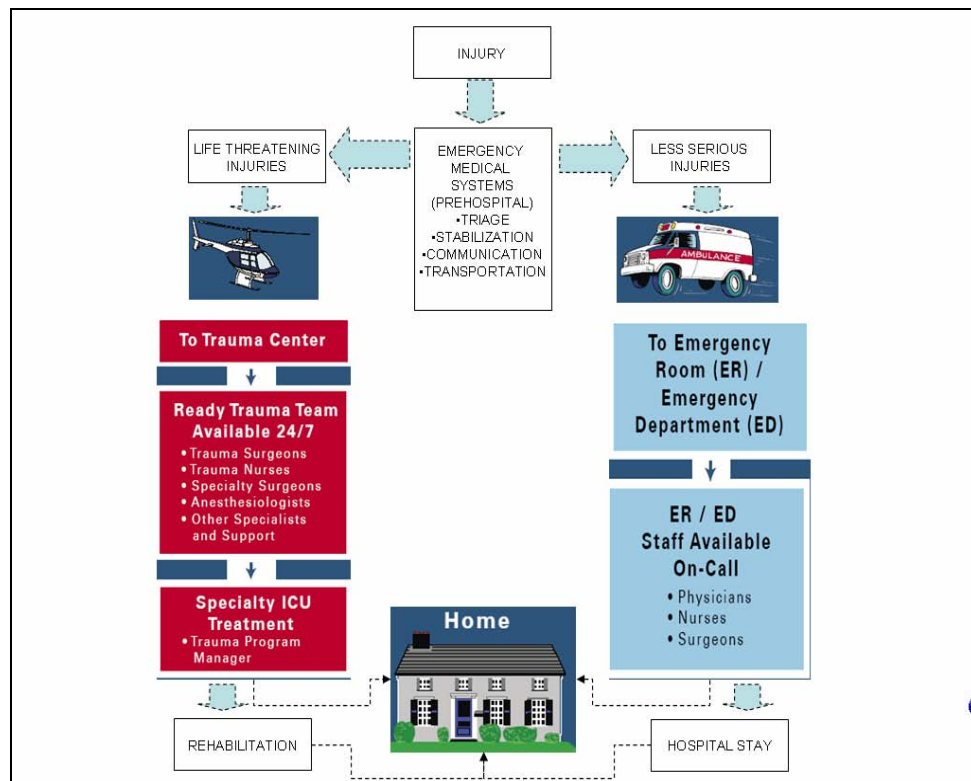 INJURY
LIFE THREATENING
INJURIES
EMERGENCY
MEDICAL
SYSTEMS
(PREHOSPITAL)
▪TRIAGE
▪STABILIZATION
▪COMMUNICATION
▪TRANSPORTATION
LESS SERIOUS
INJURIES
AMBULANCE
To Trauma Center
Ready Trauma Team
Available 24/7
• Trauma Surgeons
• Trauma Nurses
• Specialty Surgeons
• Anesthesiologists
• Other Specialists
and Support
Specialty ICU
Treatment
• Trauma Program
Manager
REHABILITATION
Home
To Emergency
Room (ER) /
Emergency
Department (ED)
ER / ED
Staff Available
On-Call
• Physicians
• Nurses
• Surgeons
HOSPITAL STAY